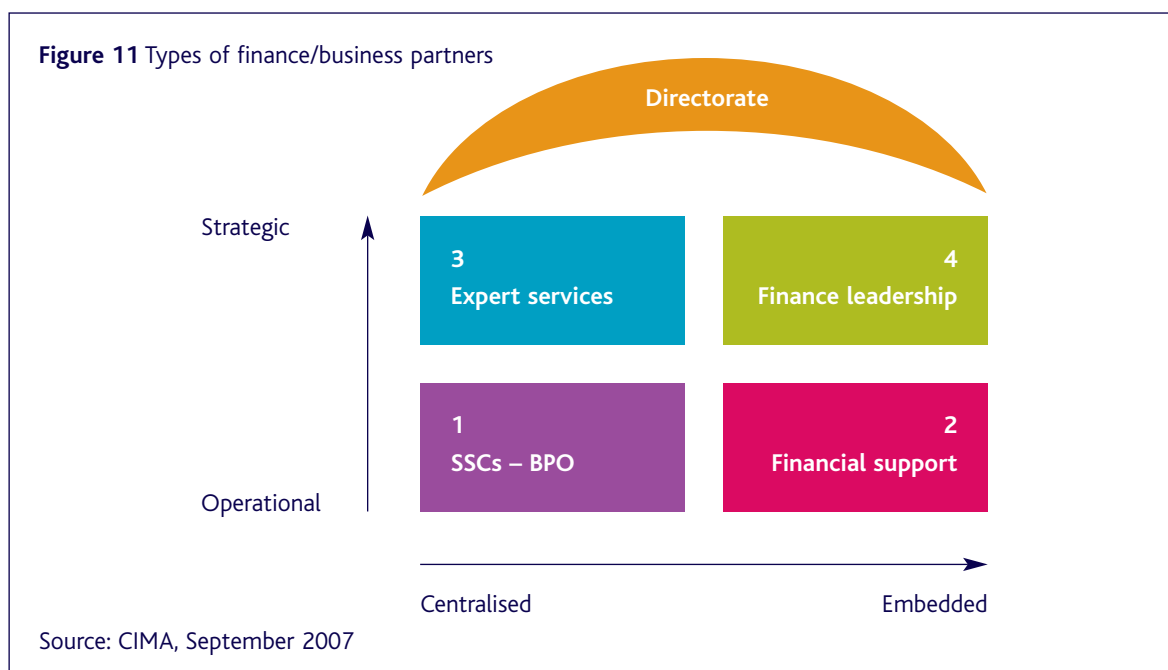 Figure 11 Types of finance/business partners
Directorate
Strategic
3
Expert services
4
Finance leadership
1
SSCs – BPO
2
Financial support
Operational
Centralised
Embedded
Source: CIMA, September 2007